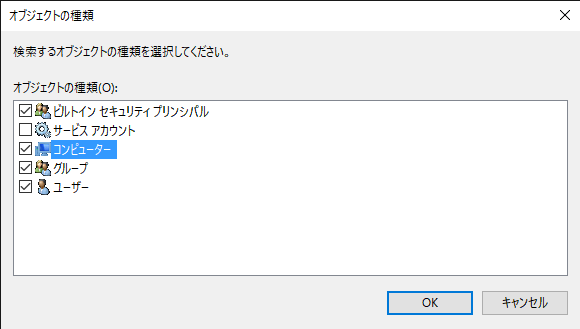 オブジェクトの種類
検索するオブジェクトの種類を選択してください。
オブジェクトの種類(O):
ビルトイン セキュリティ プリンシパル
サービス アカウント
コンピューター
グループ
ユーザー
OK
キャンセル